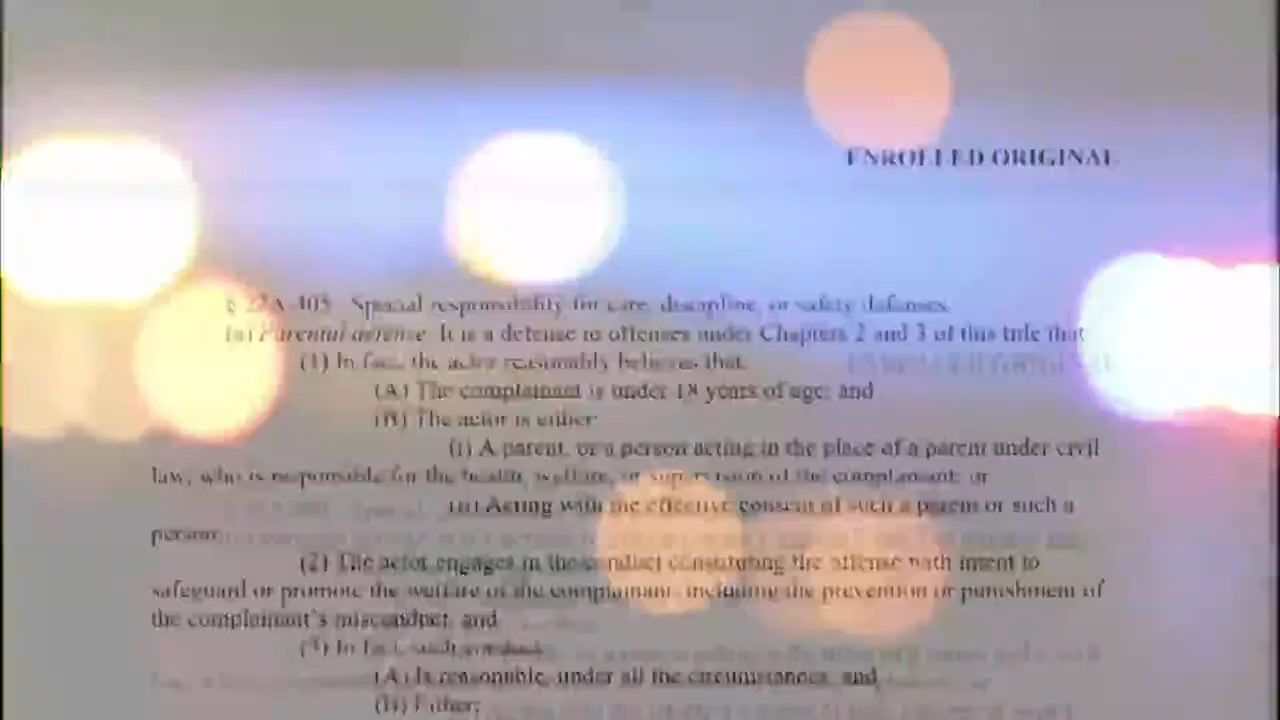 ENROLLED ORIGINAL
§ 22A-405. Special responsibility for care, discipline, or safety defenses.
(a) Parental defense. It is a defense to offenses under Chapters 2 and 3 of this title that
(1) In fact, the actor reasonably believes that:
(A) The complainant is under 18 years of age; and
(B) The actor is either:
(i) A parent, or a person acting in the place of a parent under civil
law, who is responsible for the health, welfare, or supervision of the complainant; or
(ii) Acting with the effective consent of such a parent or such a
person;
(2) The actor engages in the conduct constituting the offense with intent to
safeguard or promote the welfare of the complainant, including the prevention or punishment of
the complainant's misconduct; and
(3) In fact, such conduct:
(A) Is reasonable, under all the circumstances; and
(B) Either: